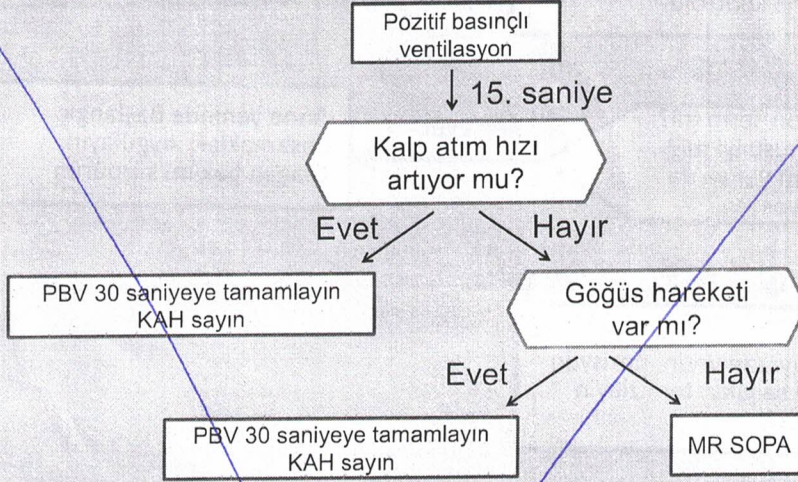 Pozitif basınçlı
ventilasyon
15. saniye
Kalp atım hızı
artıyor mu?
Evet
Hayır
PBV 30 saniyeye tamamlayın
KAH sayın
Göğüs hareketi
var mı?
Evet
Hayır
PBV 30 saniyeye tamamlayın
KAH sayın
MR SOPA